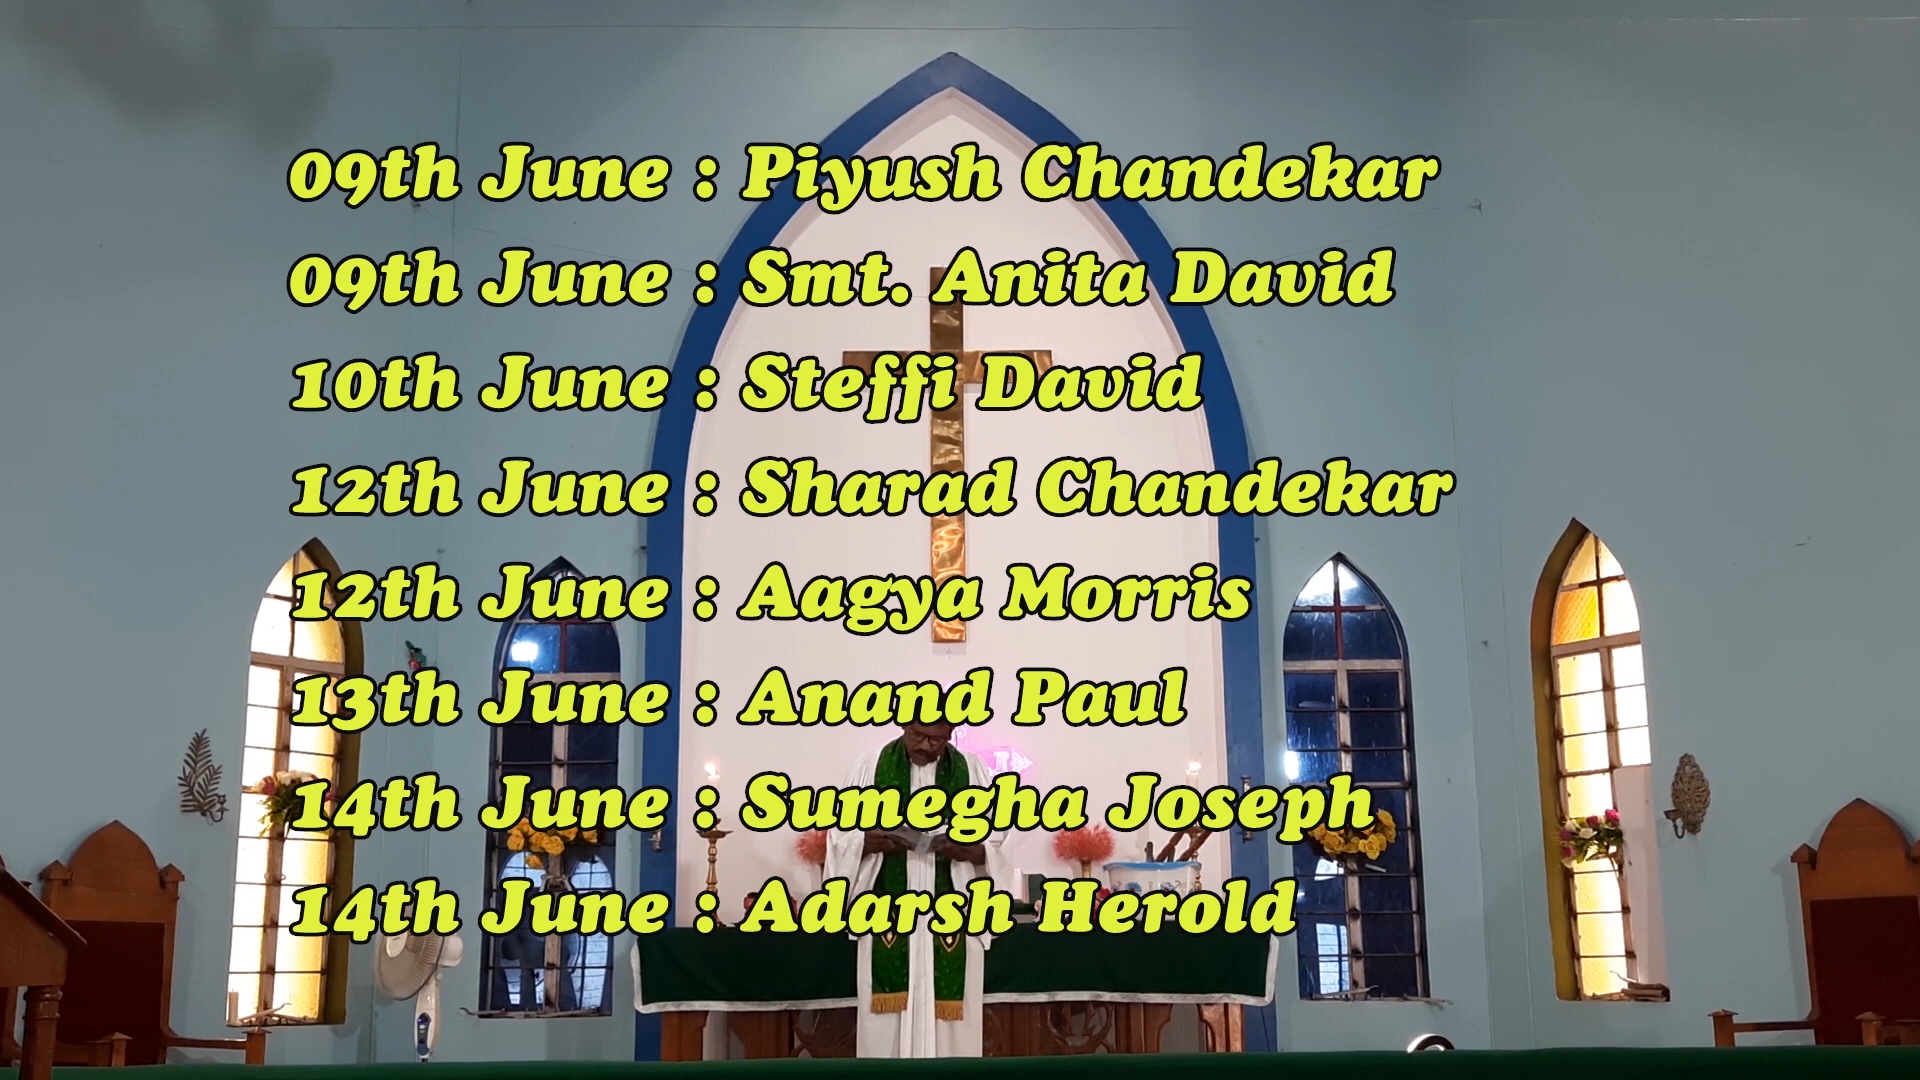 09th June : Piyush Chandekar
09th June : Smt. Anita David
10th June : Steffi David
12th June : Sharad Chandekar
12th June : Aagya Morris
13th June : Anand Paul
14th June : Sumegha Joseph
14th June : Adarsh Herold